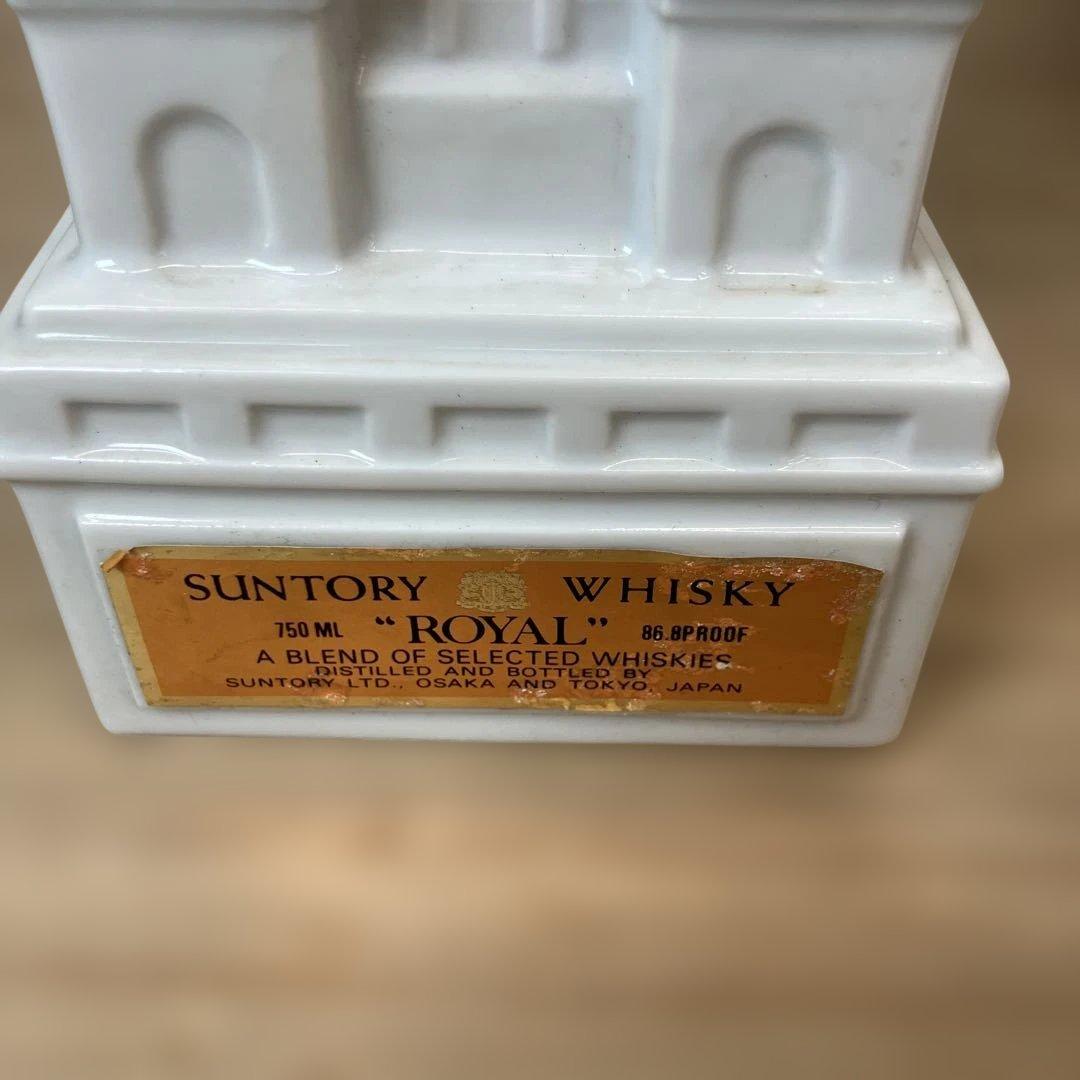 SUNTORY WHISKY
750 ML "ROYAL" 86.8PROOF
A BLEND OF SELECTED WHISKIES
DISTILLED AND BOTTLED BY
SUNTORY LTD., OSAKA AND TOKYO, JAPAN